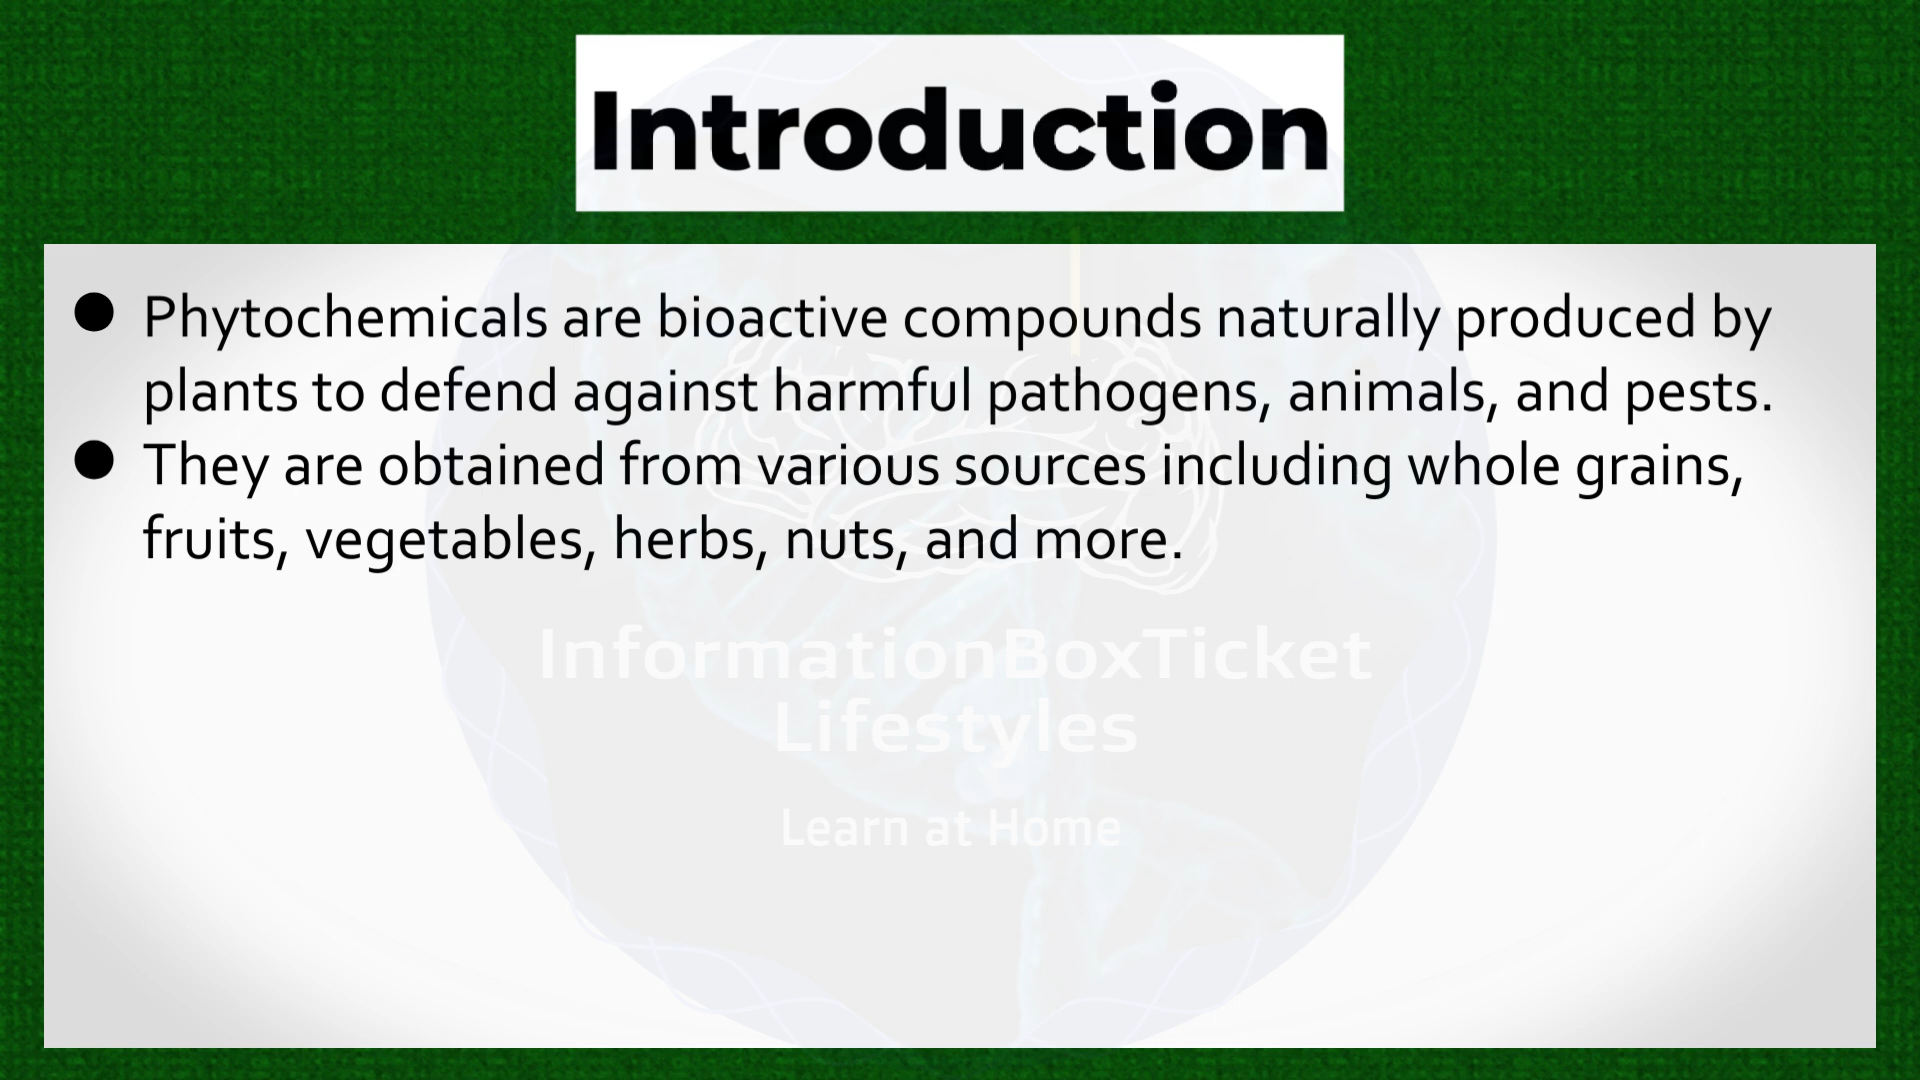 Introduction
● Phytochemicals are bioactive compounds naturally produced by
plants to defend against harmful pathogens, animals, and pests.
● They are obtained from various sources including whole grains,
fruits, vegetables, herbs, nuts, and more.
InformationBoxTicket
Lifestyles
Learn at Home